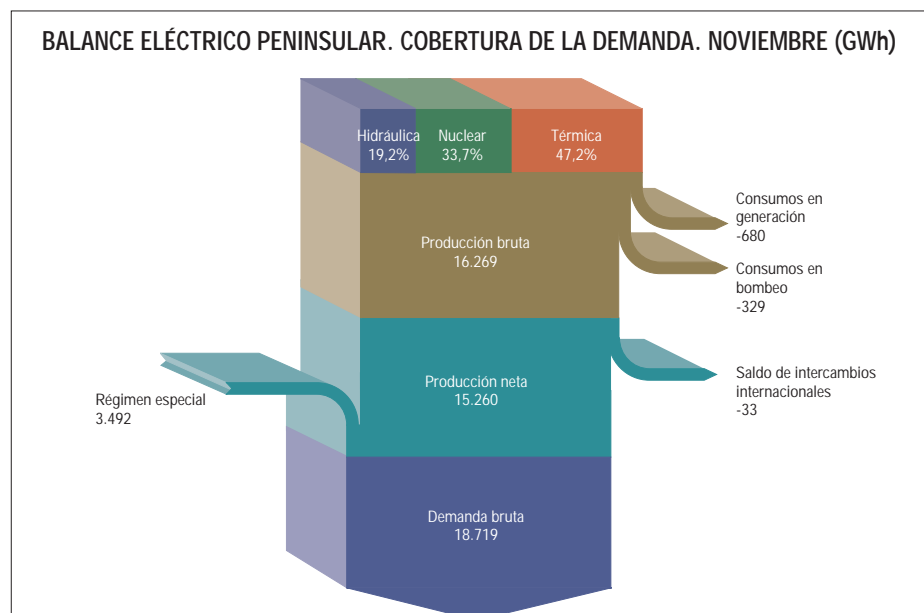 BALANCE ELÉCTRICO PENINSULAR. COBERTURA DE LA DEMANDA. NOVIEMBRE (GWh)
Hidráulica
19,2%
Nuclear
33,7%
Térmica
47,2%
Consumos en
generación
-680
Producción bruta
16.269
Consumos en
bombeo
-329
Régimen especial
3.492
Producción neta
15.260
Saldo de intercambios
internacionales
-33
Demanda bruta
18.719